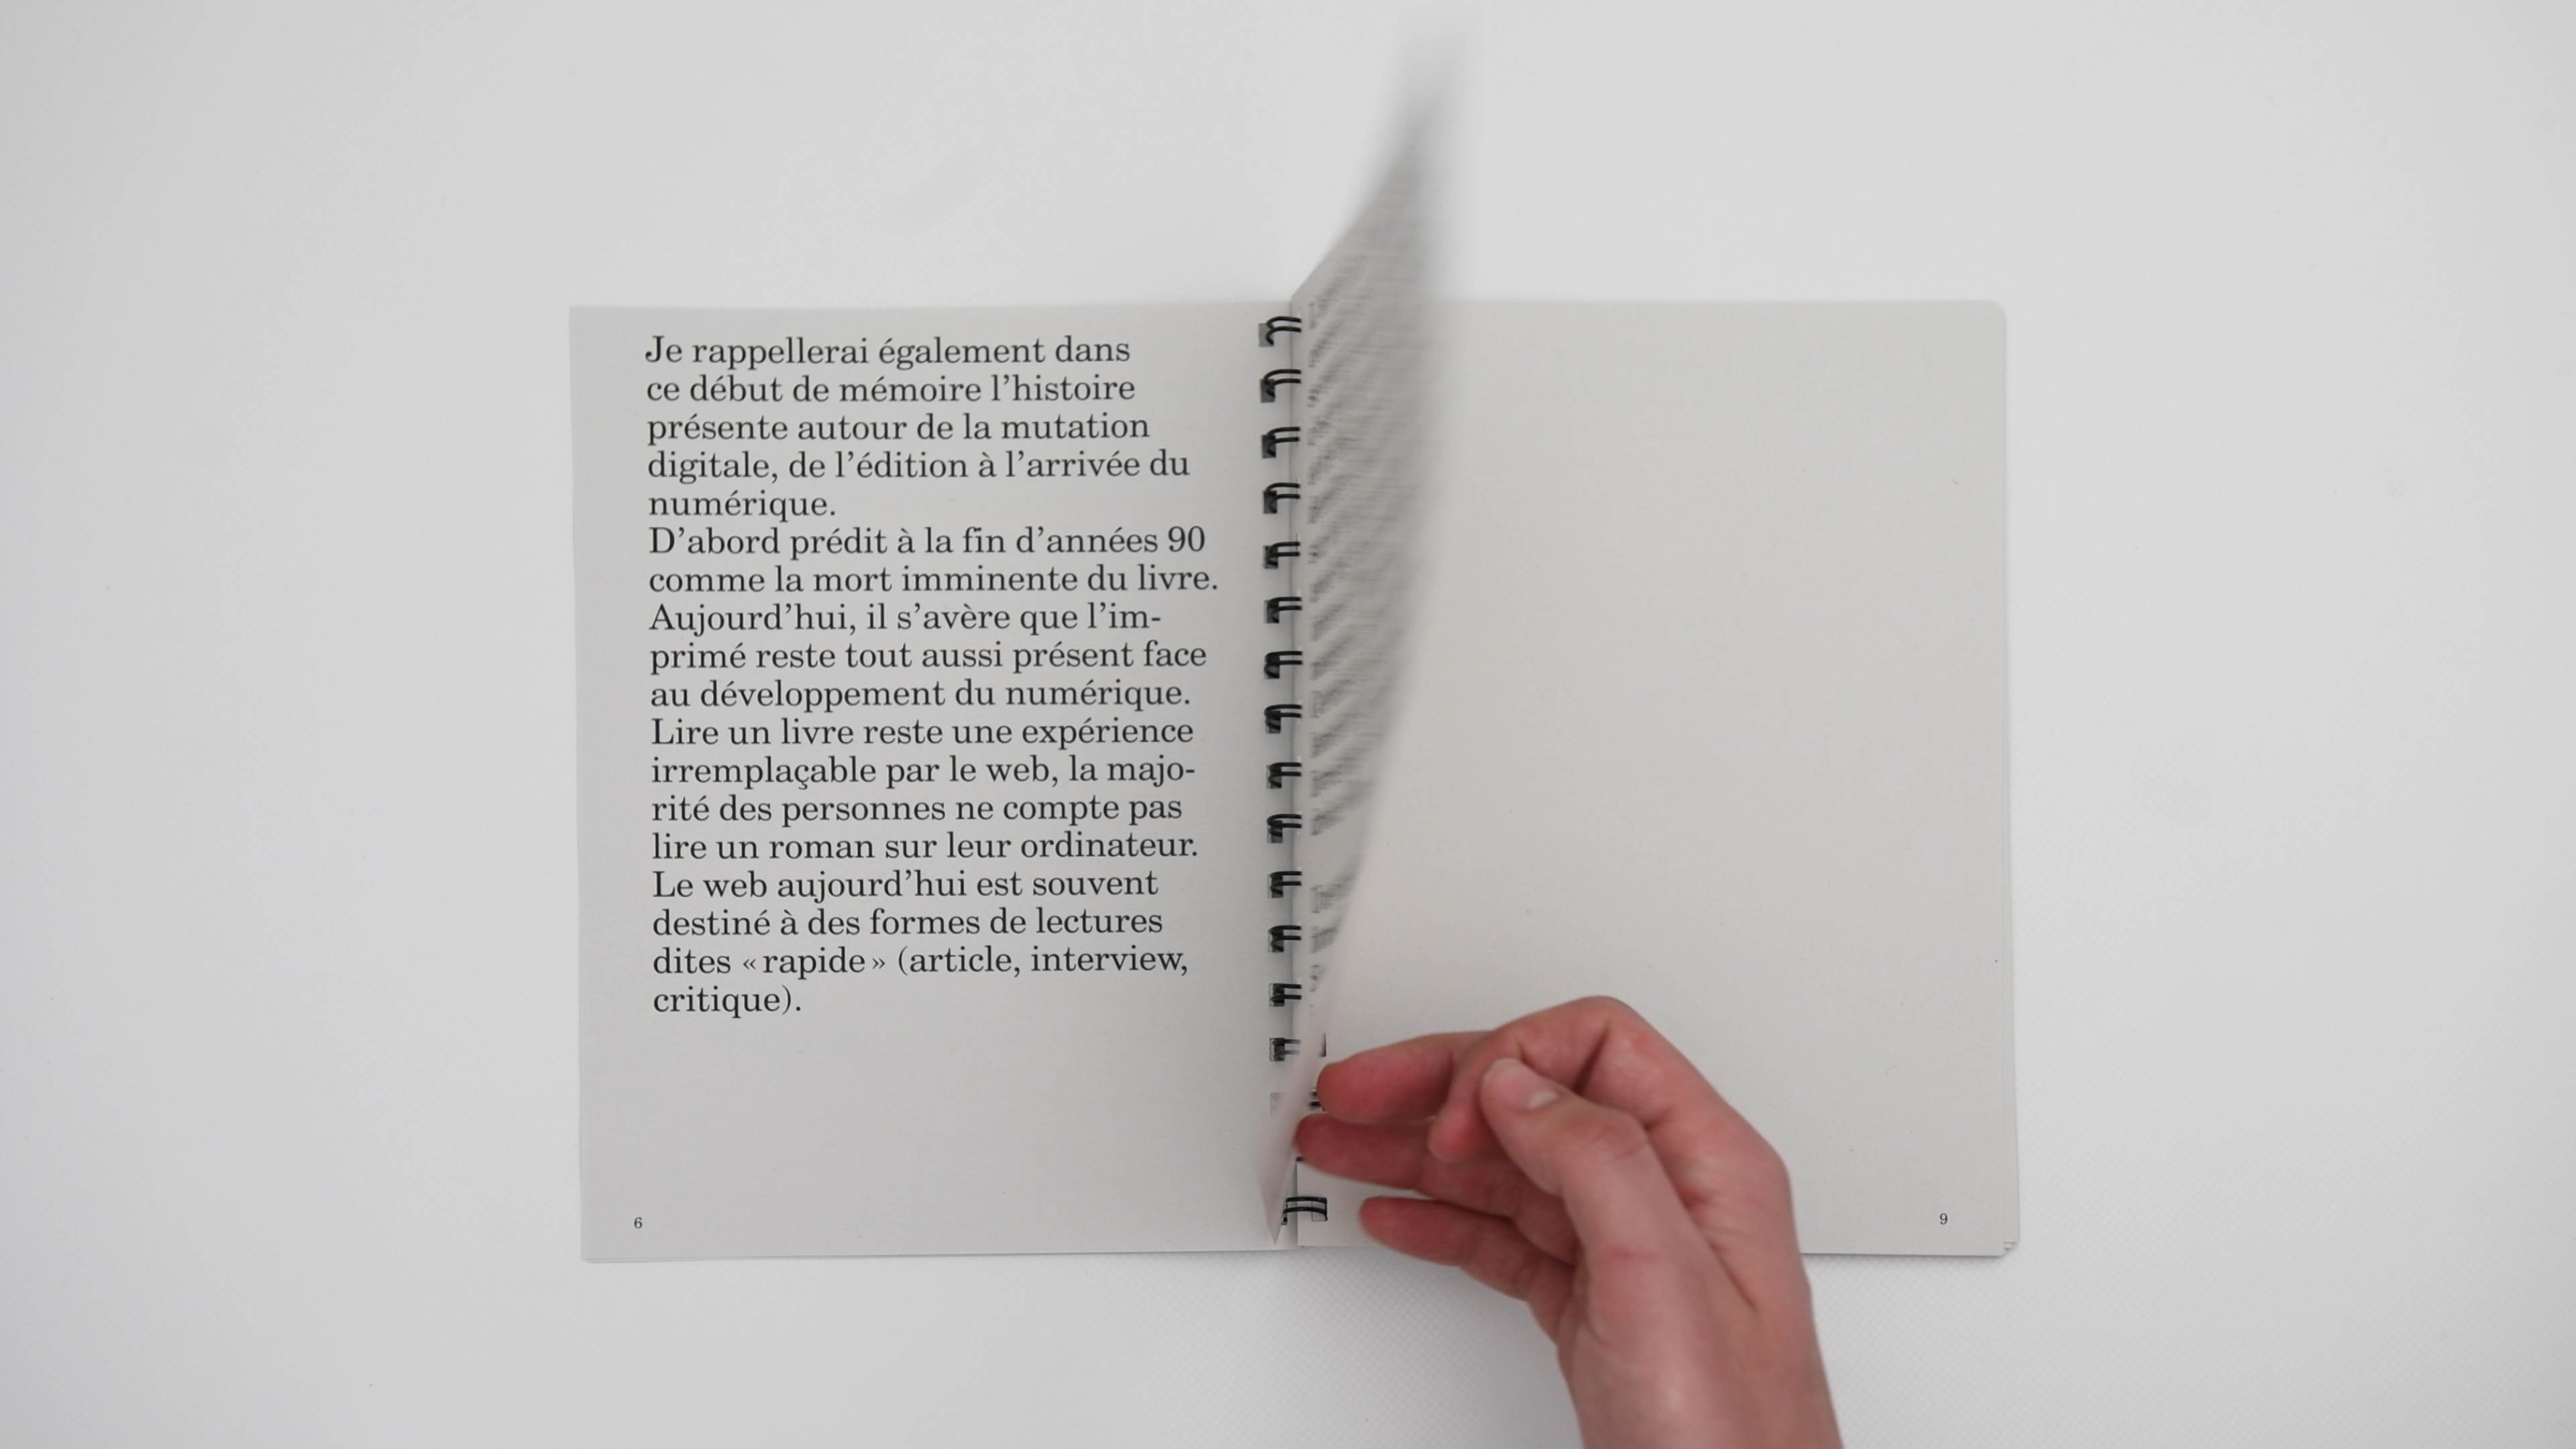 Je rappellerai également dans
ce début de mémoire l’histoire
présente autour de la mutation
digitale, de l’édition à l’arrivée du
numérique.
D’abord prédit à la fin d’années 90
comme la mort imminente du livre.
Aujourd’hui, il s’avère que l’im-
primé reste tout aussi présent face
au développement du numérique.
Lire un livre reste une expérience
irremplaçable par le web, la majo-
rité des personnes ne compte pas
lire un roman sur leur ordinateur.
Le web aujourd’hui est souvent
destiné à des formes de lectures
dites « rapide » (article, interview,
critique).
6
9